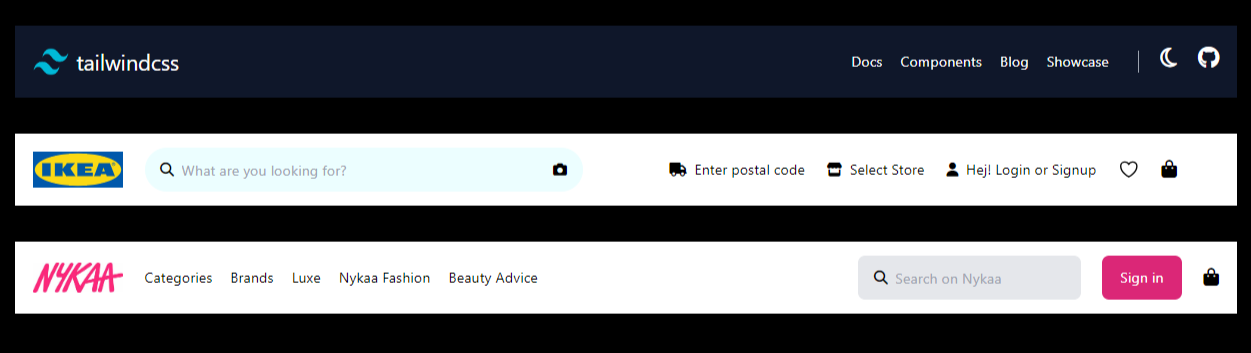 tailwindcss Docs Components Blog Showcase
IKEA What are you looking for? Enter postal code Select Store Hej! Login or Signup
NYKAA Categories Brands Luxe Nykaa Fashion Beauty Advice Search on Nykaa Sign in